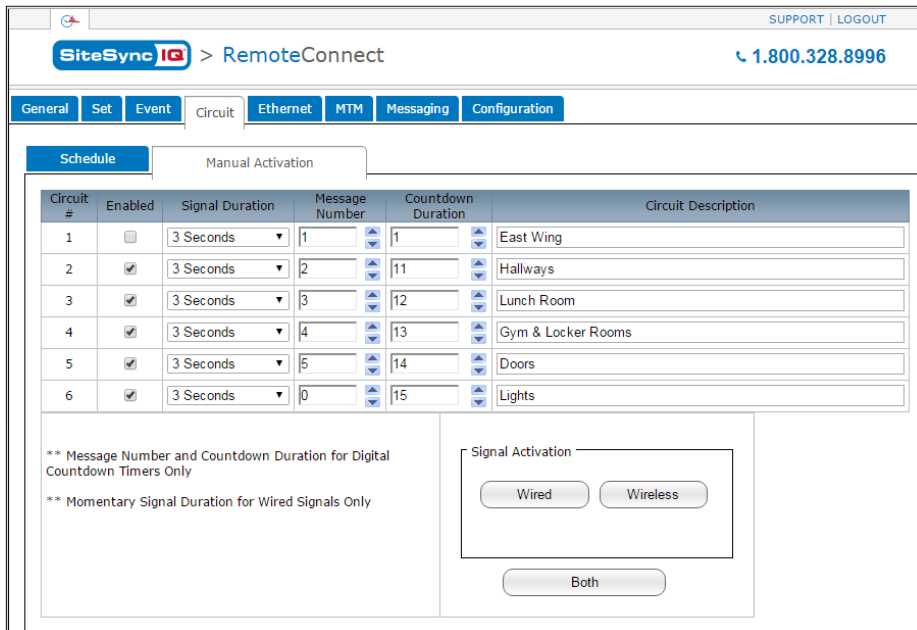 SUPPORT | LOGOUT
SiteSync IQ > RemoteConnect
1.800.328.8996
General Set Event Circuit Ethernet MTM Messaging Configuration
Schedule Manual Activation
Circuit # Enabled Signal Duration Message Number Countdown Duration Circuit Description
1 3 Seconds 1 1 East Wing
2 3 Seconds 2 11 Hallways
3 3 Seconds 3 12 Lunch Room
4 3 Seconds 4 13 Gym & Locker Rooms
5 3 Seconds 5 14 Doors
6 3 Seconds 0 15 Lights
** Message Number and Countdown Duration for Digital
Countdown Timers Only
** Momentary Signal Duration for Wired Signals Only
Signal Activation
Wired Wireless
Both